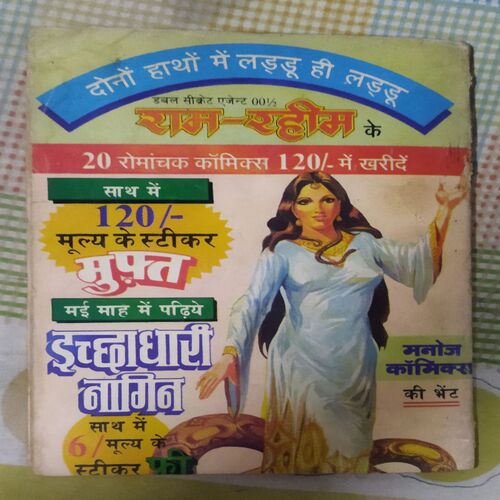 दोनों हाथों में लड्डू ही लड्डू
डबल सीक्रेट एजेन्ट 00½
राम-रहीम के
20 रोमांचक कॉमिक्स 120/- में खरीदें
साथ में
120/-
मूल्य के स्टीकर
मुफ़्त
मई माह में पढ़िये
इच्छाधारी
नागिन
साथ में
6/ मूल्य के
स्टीकर फ्री
मनोज
कॉमिक्स
की भेंट